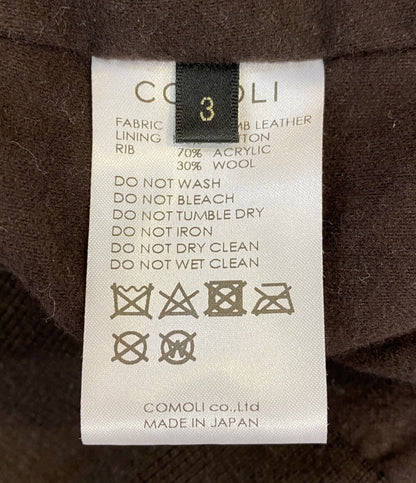 COMOLI
3
FABRIC LEATHER
LINING
RIB 70% ACRYLIC
30% WOOL
DO NOT WASH
DO NOT BLEACH
DO NOT TUMBLE DRY
DO NOT IRON
DO NOT DRY CLEAN
DO NOT WET CLEAN
COMOLI co.,Ltd
MADE IN JAPAN